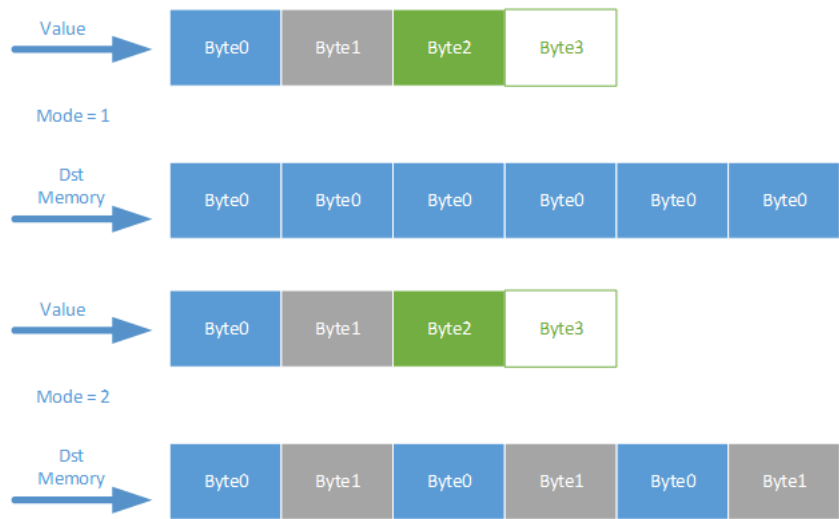 Value
Byte0 Byte1 Byte2 Byte3
Mode = 1
Dst
Memory
Byte0 Byte0 Byte0 Byte0 Byte0 Byte0
Value
Byte0 Byte1 Byte2 Byte3
Mode = 2
Dst
Memory
Byte0 Byte1 Byte0 Byte1 Byte0 Byte1